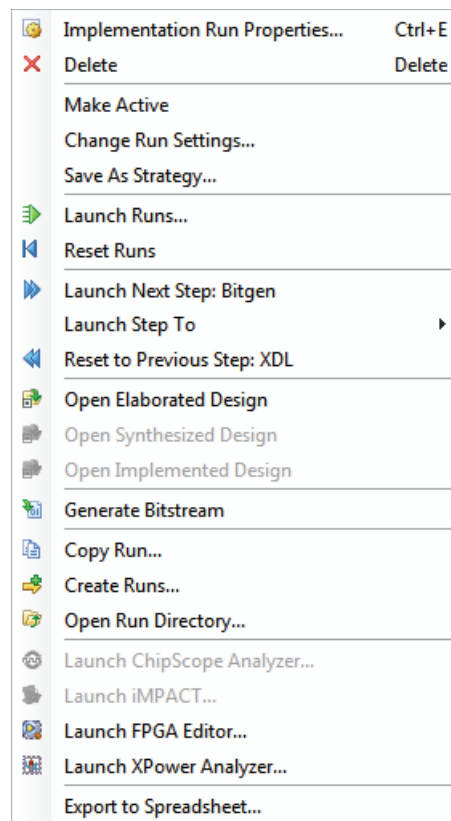 Implementation Run Properties... Ctrl+E
Delete Delete
Make Active
Change Run Settings...
Save As Strategy...
Launch Runs...
Reset Runs
Launch Next Step: Bitgen
Launch Step To
Reset to Previous Step: XDL
Open Elaborated Design
Open Synthesized Design
Open Implemented Design
Generate Bitstream
Copy Run...
Create Runs...
Open Run Directory...
Launch ChipScope Analyzer...
Launch iMPACT...
Launch FPGA Editor...
Launch XPower Analyzer...
Export to Spreadsheet...